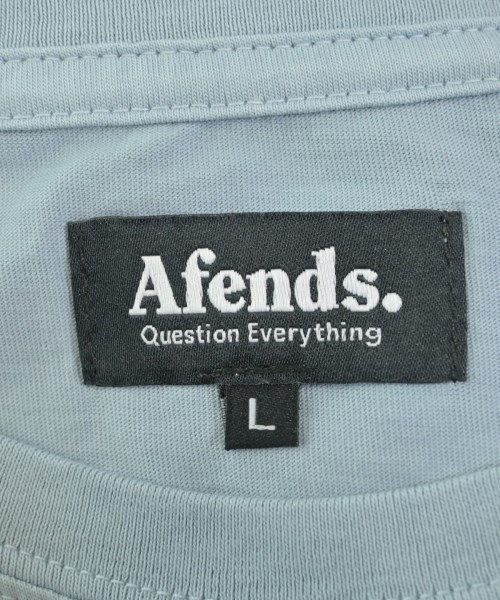 Afends.
Question Everything
L